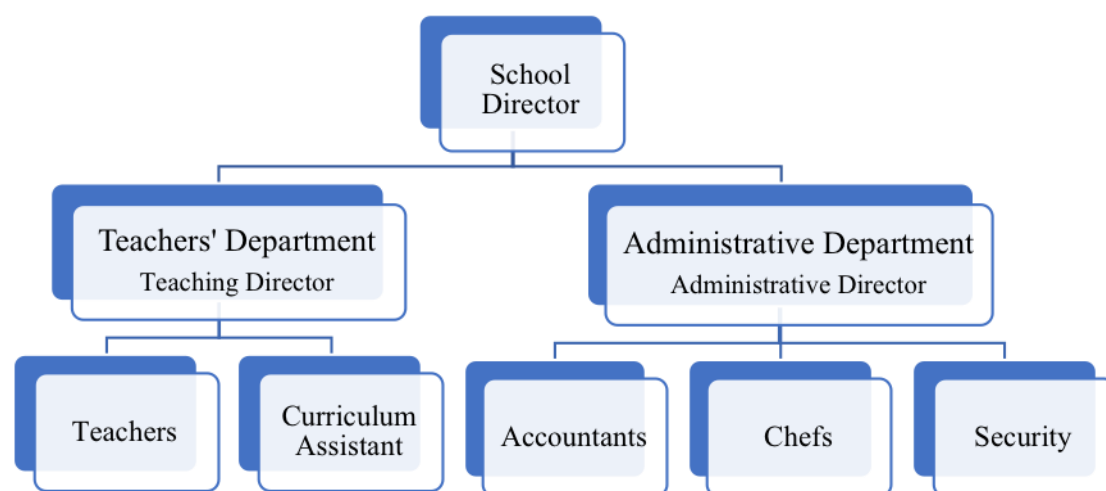 School
Director
Teachers' Department
Teaching Director
Administrative Department
Administrative Director
Teachers
Curriculum
Assistant
Accountants
Chefs
Security